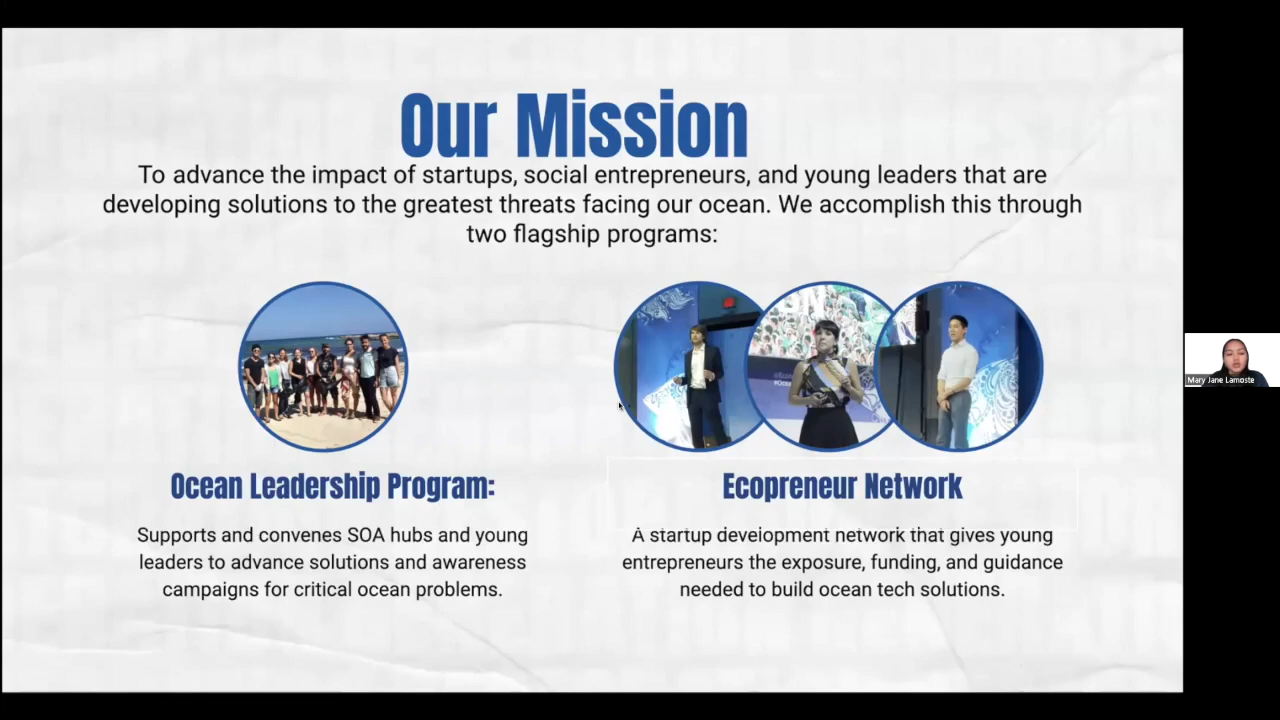 Our Mission
To advance the impact of startups, social entrepreneurs, and young leaders that are
developing solutions to the greatest threats facing our ocean. We accomplish this through
two flagship programs:
Ocean Leadership Program:
Supports and convenes SOA hubs and young
leaders to advance solutions and awareness
campaigns for critical ocean problems.
Ecopreneur Network
A startup development network that gives young
entrepreneurs the exposure, funding, and guidance
needed to build ocean tech solutions.
Mary Jane Lamoste